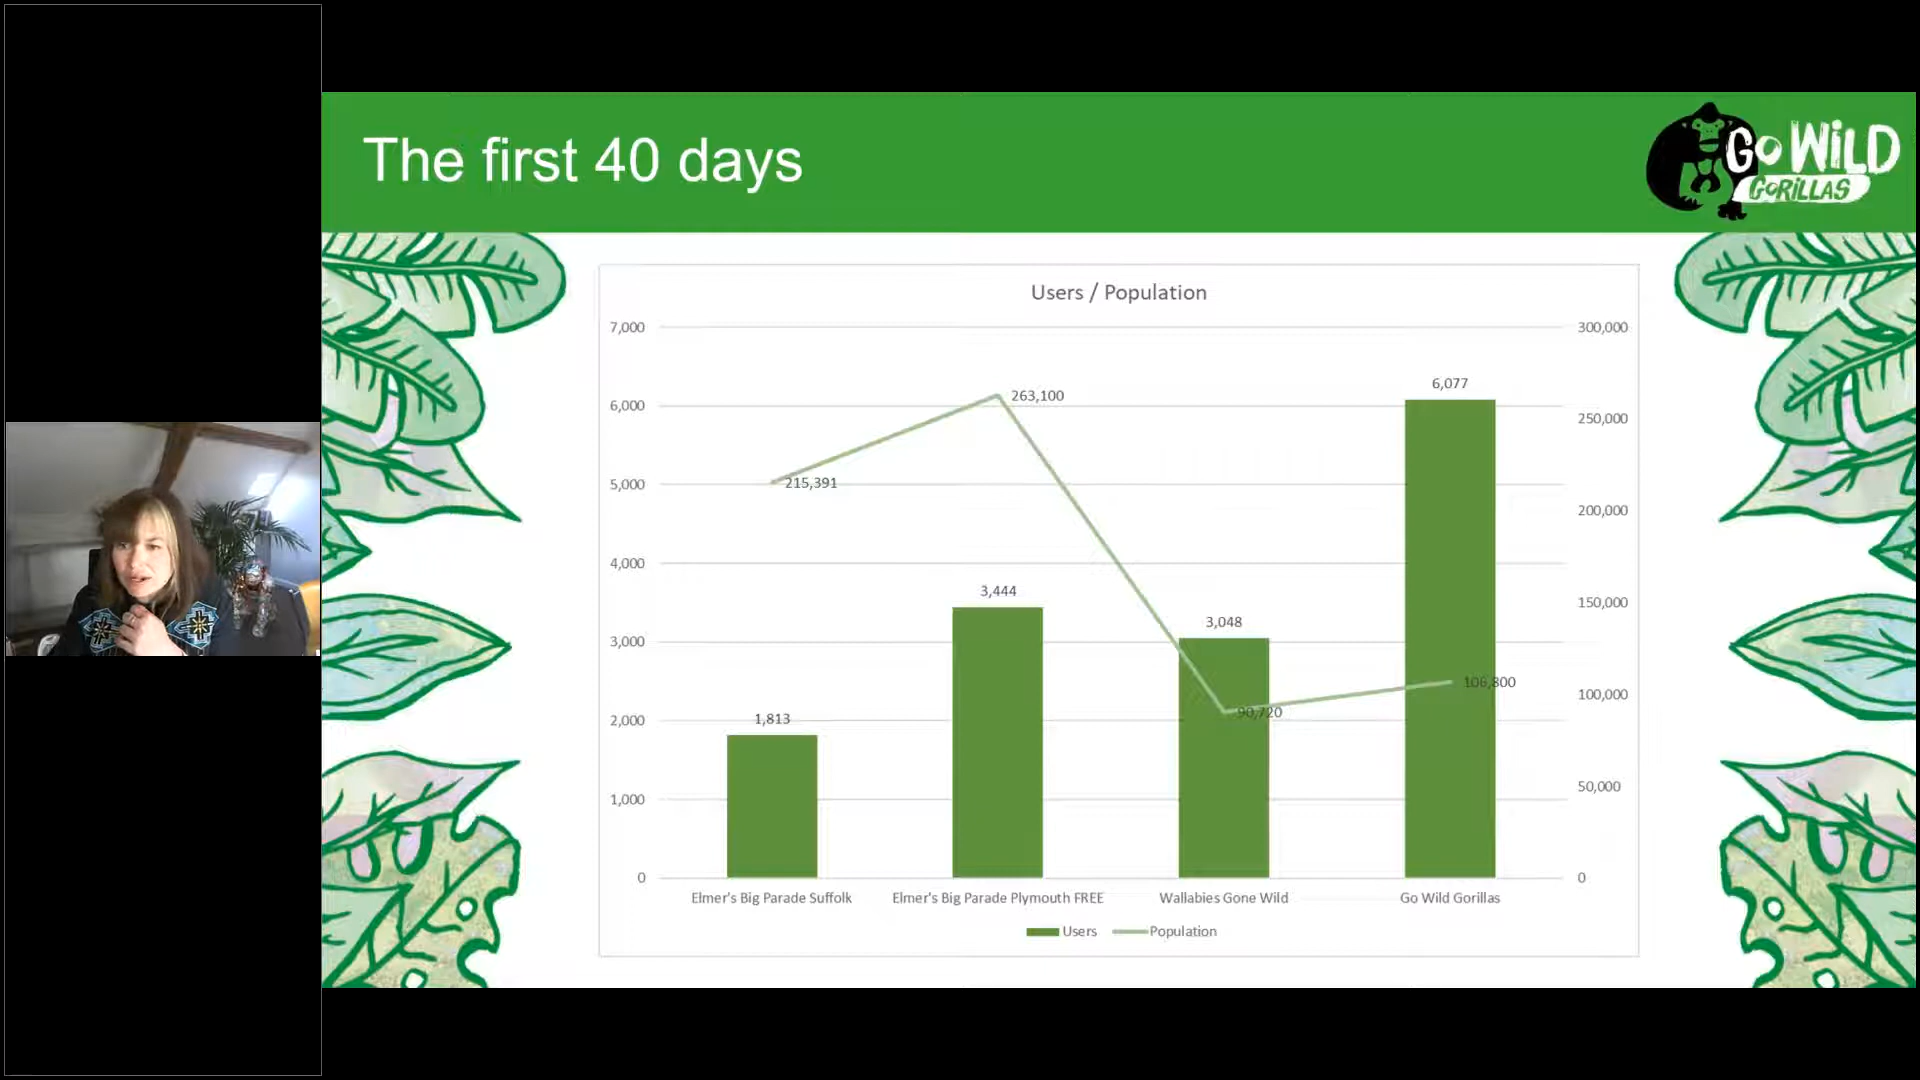 The first 40 days
GO WILD
GORILLAS
Users / Population
7,000
6,000
5,000
4,000
3,000
2,000
1,000
0
300,000
250,000
200,000
150,000
100,000
50,000
0
215,391
263,100
90,720
106,800
1,813
3,444
3,048
6,077
Elmer's Big Parade Suffolk
Elmer's Big Parade Plymouth FREE
Wallabies Gone Wild
Go Wild Gorillas
Users
Population